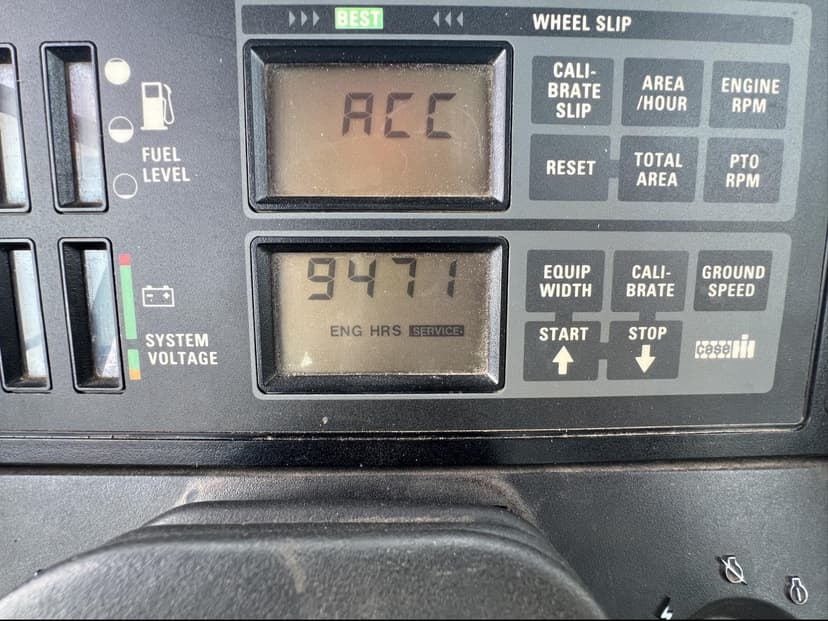 BEST
WHEEL SLIP
ACC
CALI-
BRATE
SLIP
AREA
/HOUR
ENGINE
RPM
RESET
TOTAL
AREA
PTO
RPM
FUEL
LEVEL
9471
ENG HRS SERVICE
EQUIP
WIDTH
CALI-
BRATE
GROUND
SPEED
START
STOP
SYSTEM
VOLTAGE
case IH